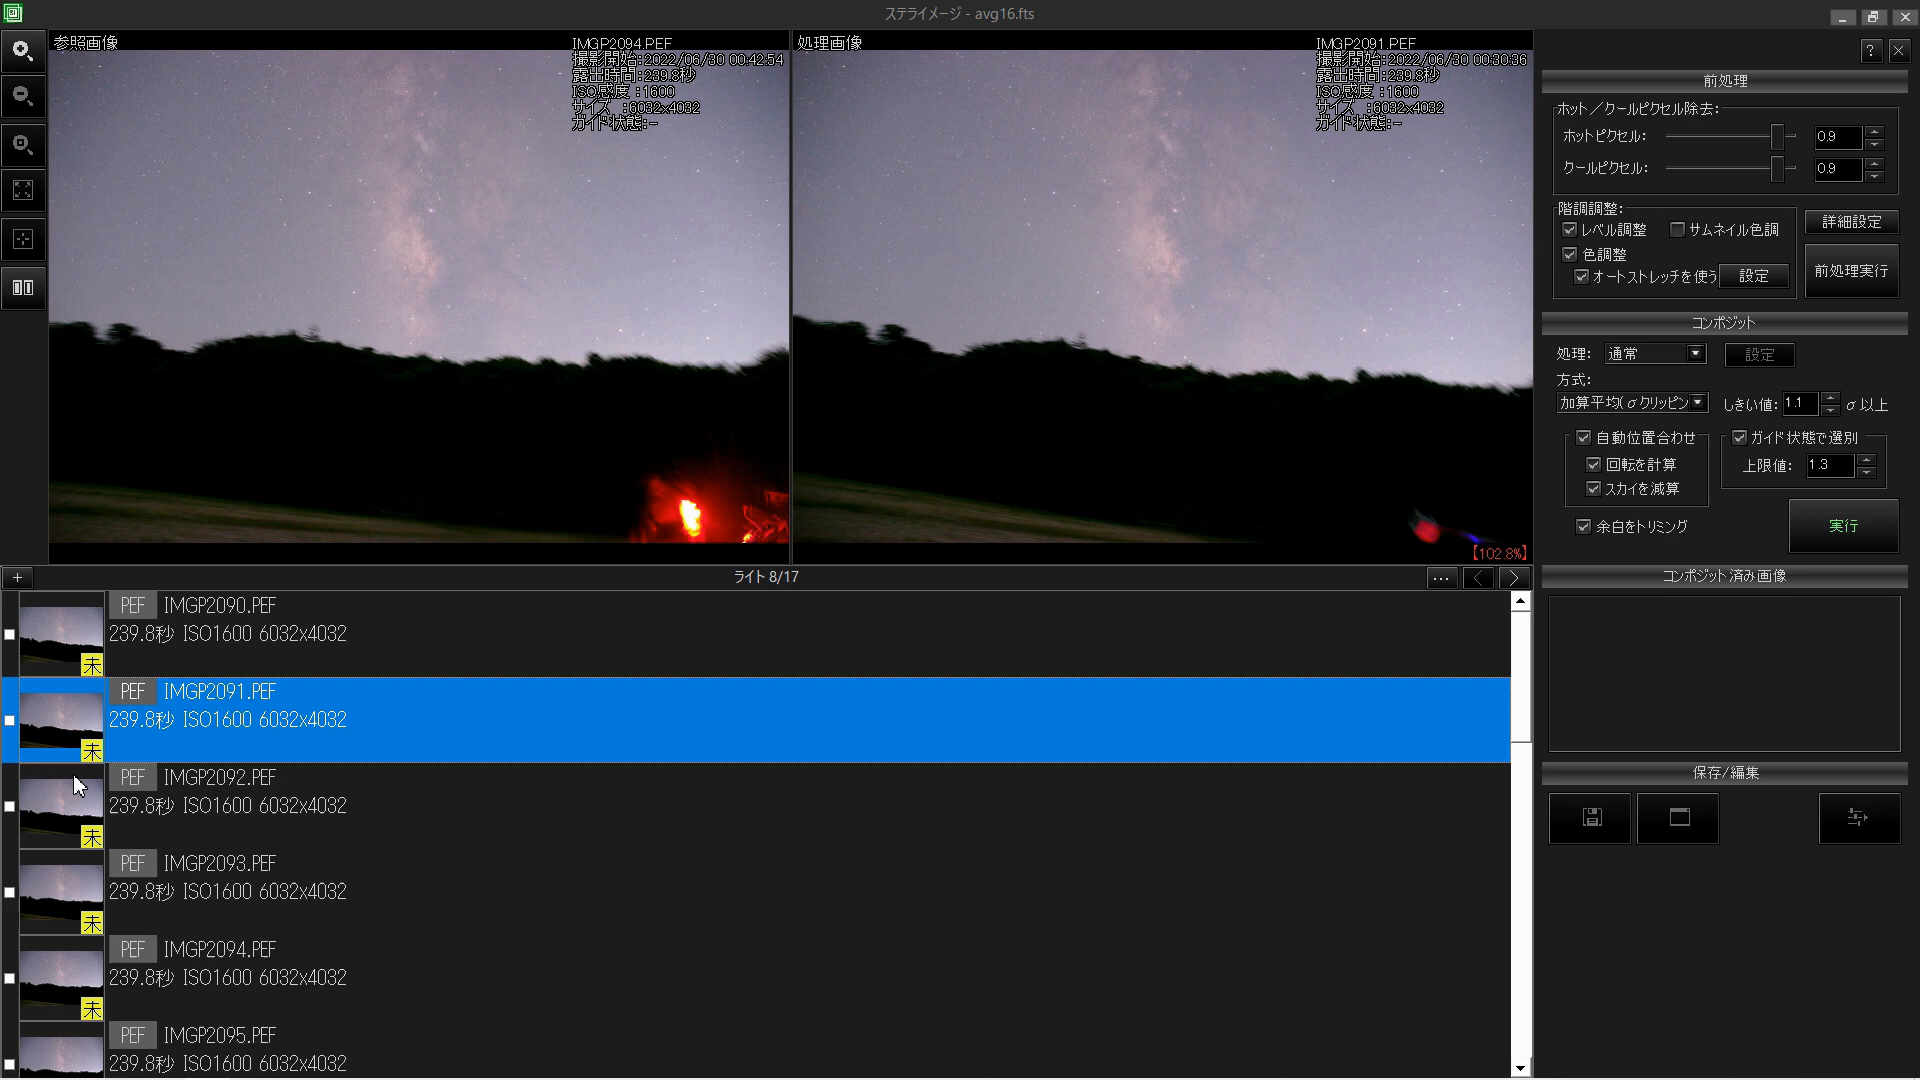 ステライメージ - avg16.fts
参照画像
IMGP2094.PEF
撮影開始:2022/06/30 00:42:54
露出時間:239.8秒
ISO感度 :1600
サイズ :6032x4032
ガイド状態:-
処理画像
IMGP2091.PEF
撮影開始:2022/06/30 00:30:36
露出時間:239.8秒
ISO感度 :1600
サイズ :6032x4032
ガイド状態:-
【102.8%】
+
ライト 8/17
...
PEF IMGP2090.PEF
239.8秒 ISO1600 6032x4032
未
PEF IMGP2091.PEF
239.8秒 ISO1600 6032x4032
未
PEF IMGP2092.PEF
239.8秒 ISO1600 6032x4032
未
PEF IMGP2093.PEF
239.8秒 ISO1600 6032x4032
未
PEF IMGP2094.PEF
239.8秒 ISO1600 6032x4032
未
PEF IMGP2095.PEF
239.8秒 ISO1600 6032x4032
?
前処理
ホット／クールピクセル除去:
ホットピクセル: 0.9
クールピクセル: 0.9
階調調整:
レベル調整 サムネイル色調
詳細設定
色調整
オートストレッチを使う 設定
前処理実行
コンポジット
処理: 通常 設定
方式:
加算平均(σクリッピン しきい値: 1.1 σ以上
自動位置合わせ
回転を計算
スカイを減算
ガイド状態で選別
上限値: 1.3
余白をトリミング
実行
コンポジット済み画像
保存/編集